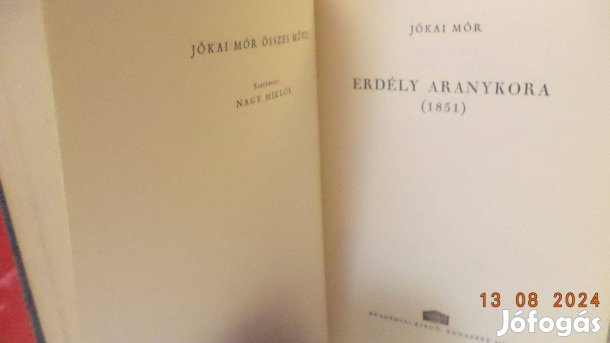 JÓKAI MÓR ÖSSZES MŰVEI
Szerkeszti
NAGY MIKLÓS
JÓKAI MÓR
ERDÉLY ARANYKORA
(1851)
AKADÉMIAI KIADÓ, BUDAPEST
13 08 2024
Jófogás